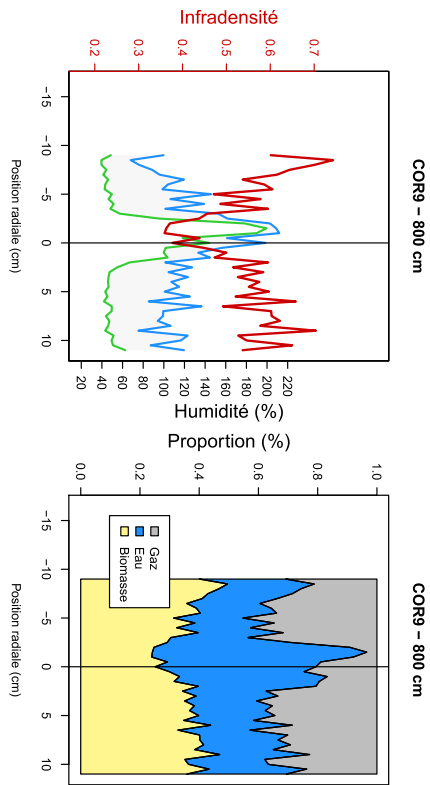 COR9 − 800 cm
Infradensité
0.2 0.3 0.4 0.5 0.6 0.7
−15 −10 −5 0 5 10
Position radiale (cm)
20 40 60 80 100 120 140 160 180 200 220
Humidité (%)
COR9 − 800 cm
Proportion (%)
0.0 0.2 0.4 0.6 0.8 1.0
Gaz
Eau
Biomasse
−15 −10 −5 0 5 10
Position radiale (cm)